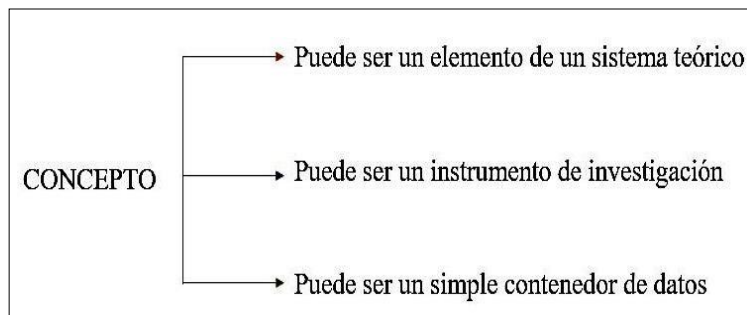 Puede ser un elemento de un sistema teórico
CONCEPTO
Puede ser un instrumento de investigación
Puede ser un simple contenedor de datos